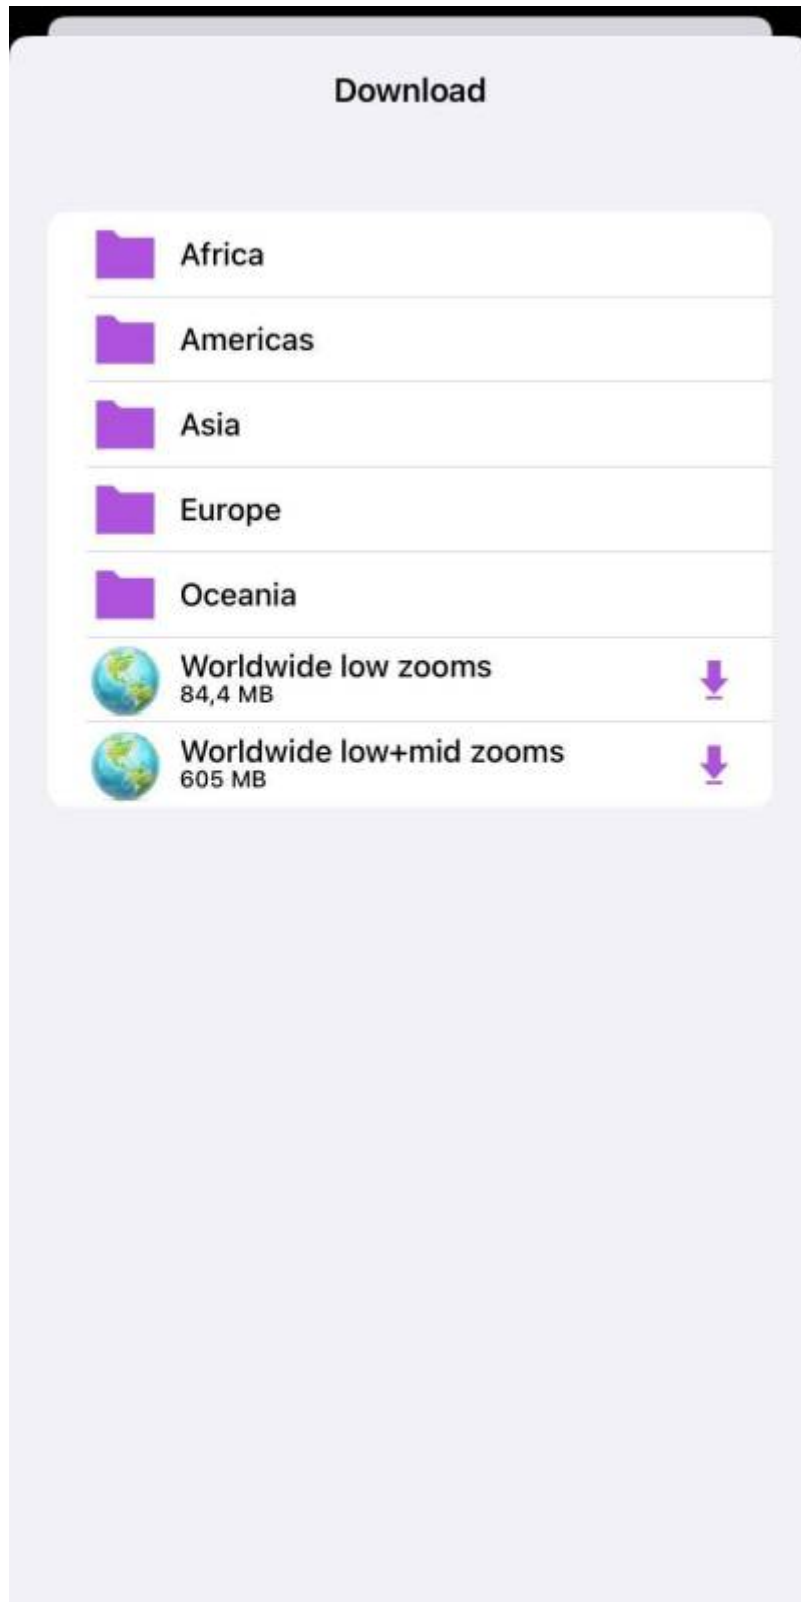 Download
Africa
Americas
Asia
Europe
Oceania
Worldwide low zooms
84,4 MB
Worldwide low+mid zooms
605 MB